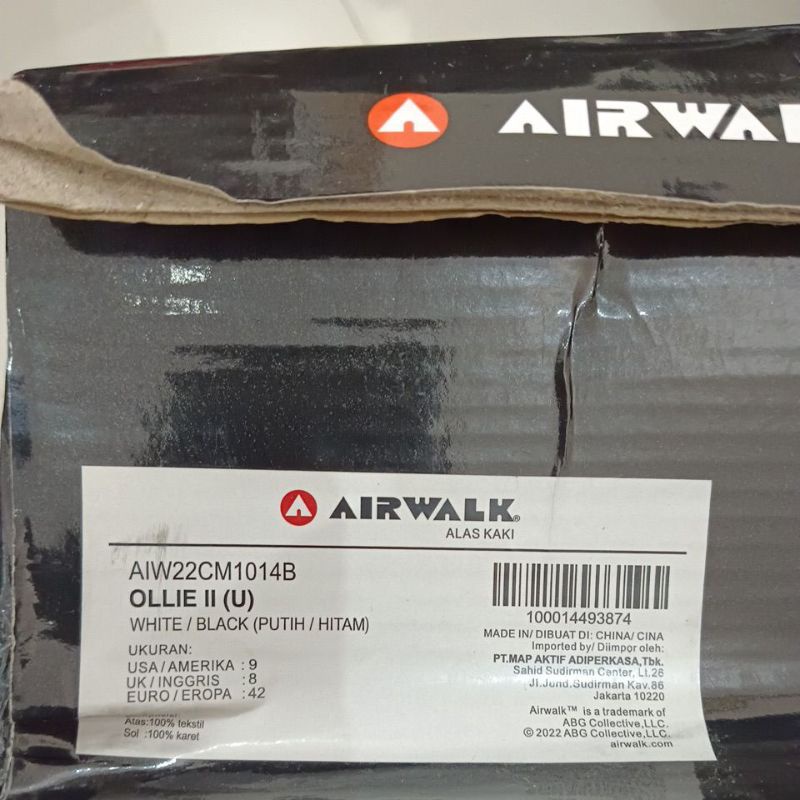 AIRWAL
AIRWALK
ALAS KAKI
AIW22CM1014B
OLLIE II (U)
WHITE / BLACK (PUTIH / HITAM)
UKURAN:
USA / AMERIKA : 9
UK / INGGRIS : 8
EURO / EROPA : 42
Atas:100% tekstil
Sol :100% karet
100014493874
MADE IN/ DIBUAT DI: CHINA/ CINA
Imported by/ Diimpor oleh:
PT.MAP AKTIF ADIPERKASA,Tbk.
Sahid Sudirman Center, Lt.26
Jl.Jend.Sudirman Kav.86
Jakarta 10220
Airwalk™ is a trademark of
ABG Collective,LLC.
© 2022 ABG Collective,LLC.
airwalk.com